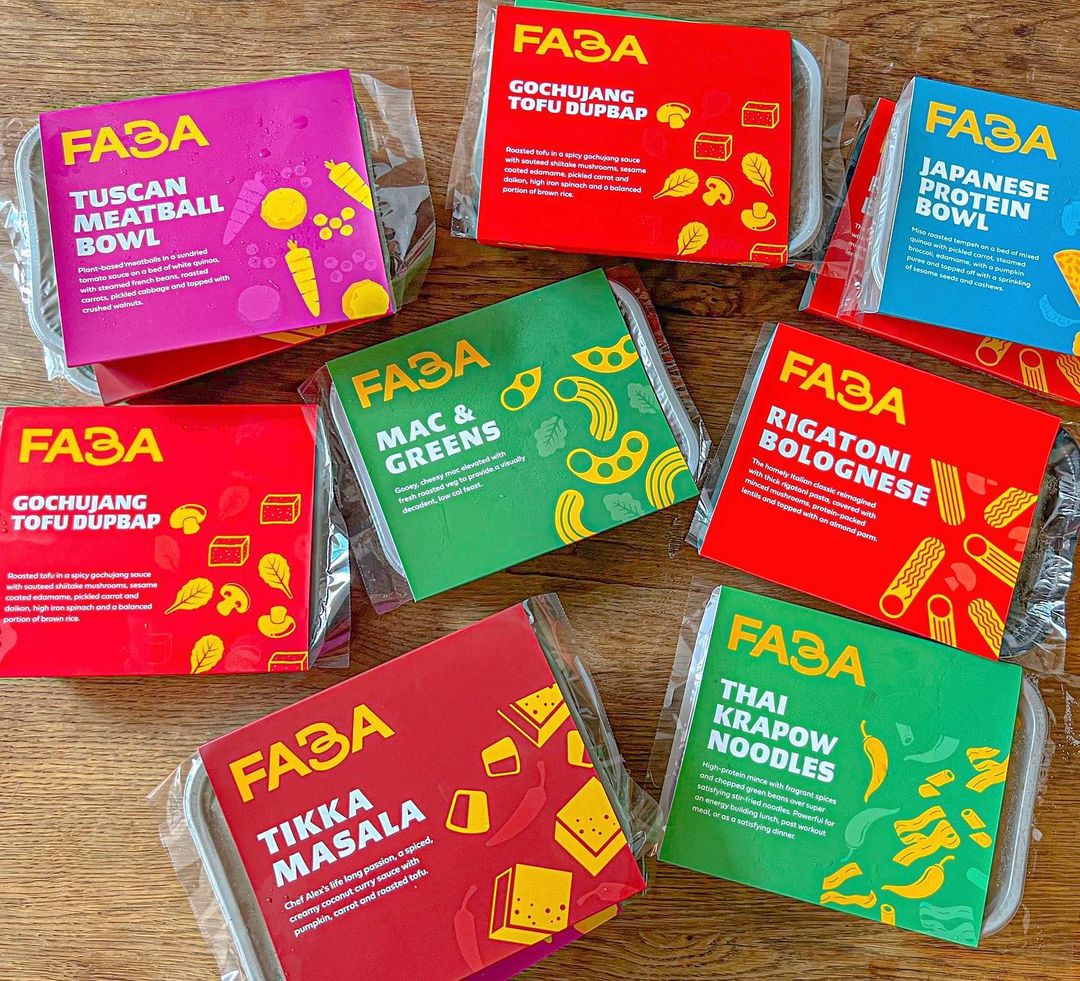 FABA
TUSCAN
MEATBALL
BOWL
Plant-based meatballs in a sundried
tomato sauce on a bed of white quinoa,
with steamed french beans, roasted
carrots, pickled cabbage and topped with
crushed walnuts.
FABA
GOCHUJANG
TOFU DUPBAP
Roasted tofu in a spicy gochujang sauce
with sauteed shiitake mushrooms, sesame
coated edamame, pickled carrot and
daikon, high iron spinach and a balanced
portion of brown rice.
FABA
JAPANESE
PROTEIN
BOWL
Miso roasted tempeh on a bed of mixed
quinoa with pickled carrot, steamed
broccoli, edamame, with a pumpkin
puree and topped off with a sprinkling
of sesame seeds and cashews.
FABA
GOCHUJANG
TOFU DUPBAP
Roasted tofu in a spicy gochujang sauce
with sauteed shiitake mushrooms, sesame
coated edamame, pickled carrot and
daikon, high iron spinach and a balanced
portion of brown rice.
FABA
MAC &
GREENS
Gooey, cheesy mac elevated with
fresh roasted veg to provide a visually
decadent, low cal feast.
FABA
RIGATONI
BOLOGNESE
The homely Italian classic reimagined
with thick rigatoni pasta, covered with
minced mushrooms, protein-packed
lentils and topped with an almond parm.
FABA
TIKKA
MASALA
Chef Alex's life long passion, a spiced,
creamy coconut curry sauce with
pumpkin, carrot and roasted tofu.
FABA
THAI
KRAPOW
NOODLES
High-protein mince with fragrant spices
and chopped green beans over super
satisfying stir-fried noodles. Powerful for
an energy building lunch, post workout
meal, or as a satisfying dinner.